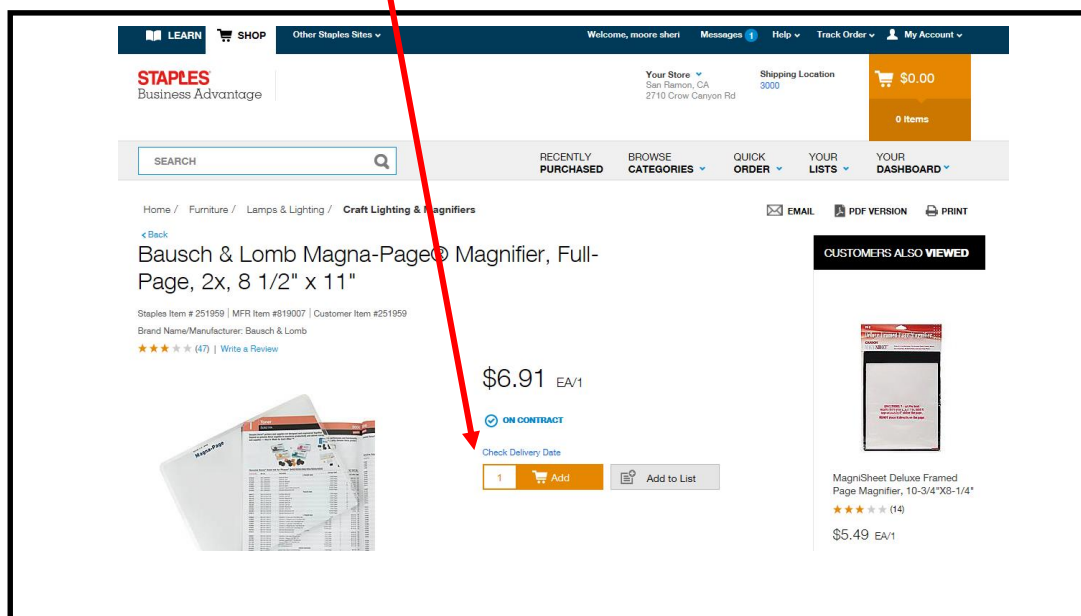 LEARN SHOP Other Staples Sites Welcome, moore sheri Messages 1 Help Track Order My Account
STAPLES
Business Advantage
Your Store
San Ramon, CA
2710 Crow Canyon Rd
Shipping Location
3000
$0.00
0 Items
SEARCH
RECENTLY
PURCHASED
BROWSE
CATEGORIES
QUICK
ORDER
YOUR
LISTS
YOUR
DASHBOARD
Home / Furniture / Lamps & Lighting / Craft Lighting & Magnifiers
EMAIL PDF VERSION PRINT
< Back
Bausch & Lomb Magna-Page® Magnifier, Full-
Page, 2x, 8 1/2" x 11"
Staples Item # 251959 | MFR Item #819007 | Customer Item #251959
Brand Name/Manufacturer: Bausch & Lomb
(47) | Write a Review
$6.91 EA/1
ON CONTRACT
Check Delivery Date
1 Add
Add to List
Magna-Page
CUSTOMERS ALSO VIEWED
MagniSheet Deluxe Framed
Page Magnifier, 10-3/4"X8-1/4"
(14)
$5.49 EA/1